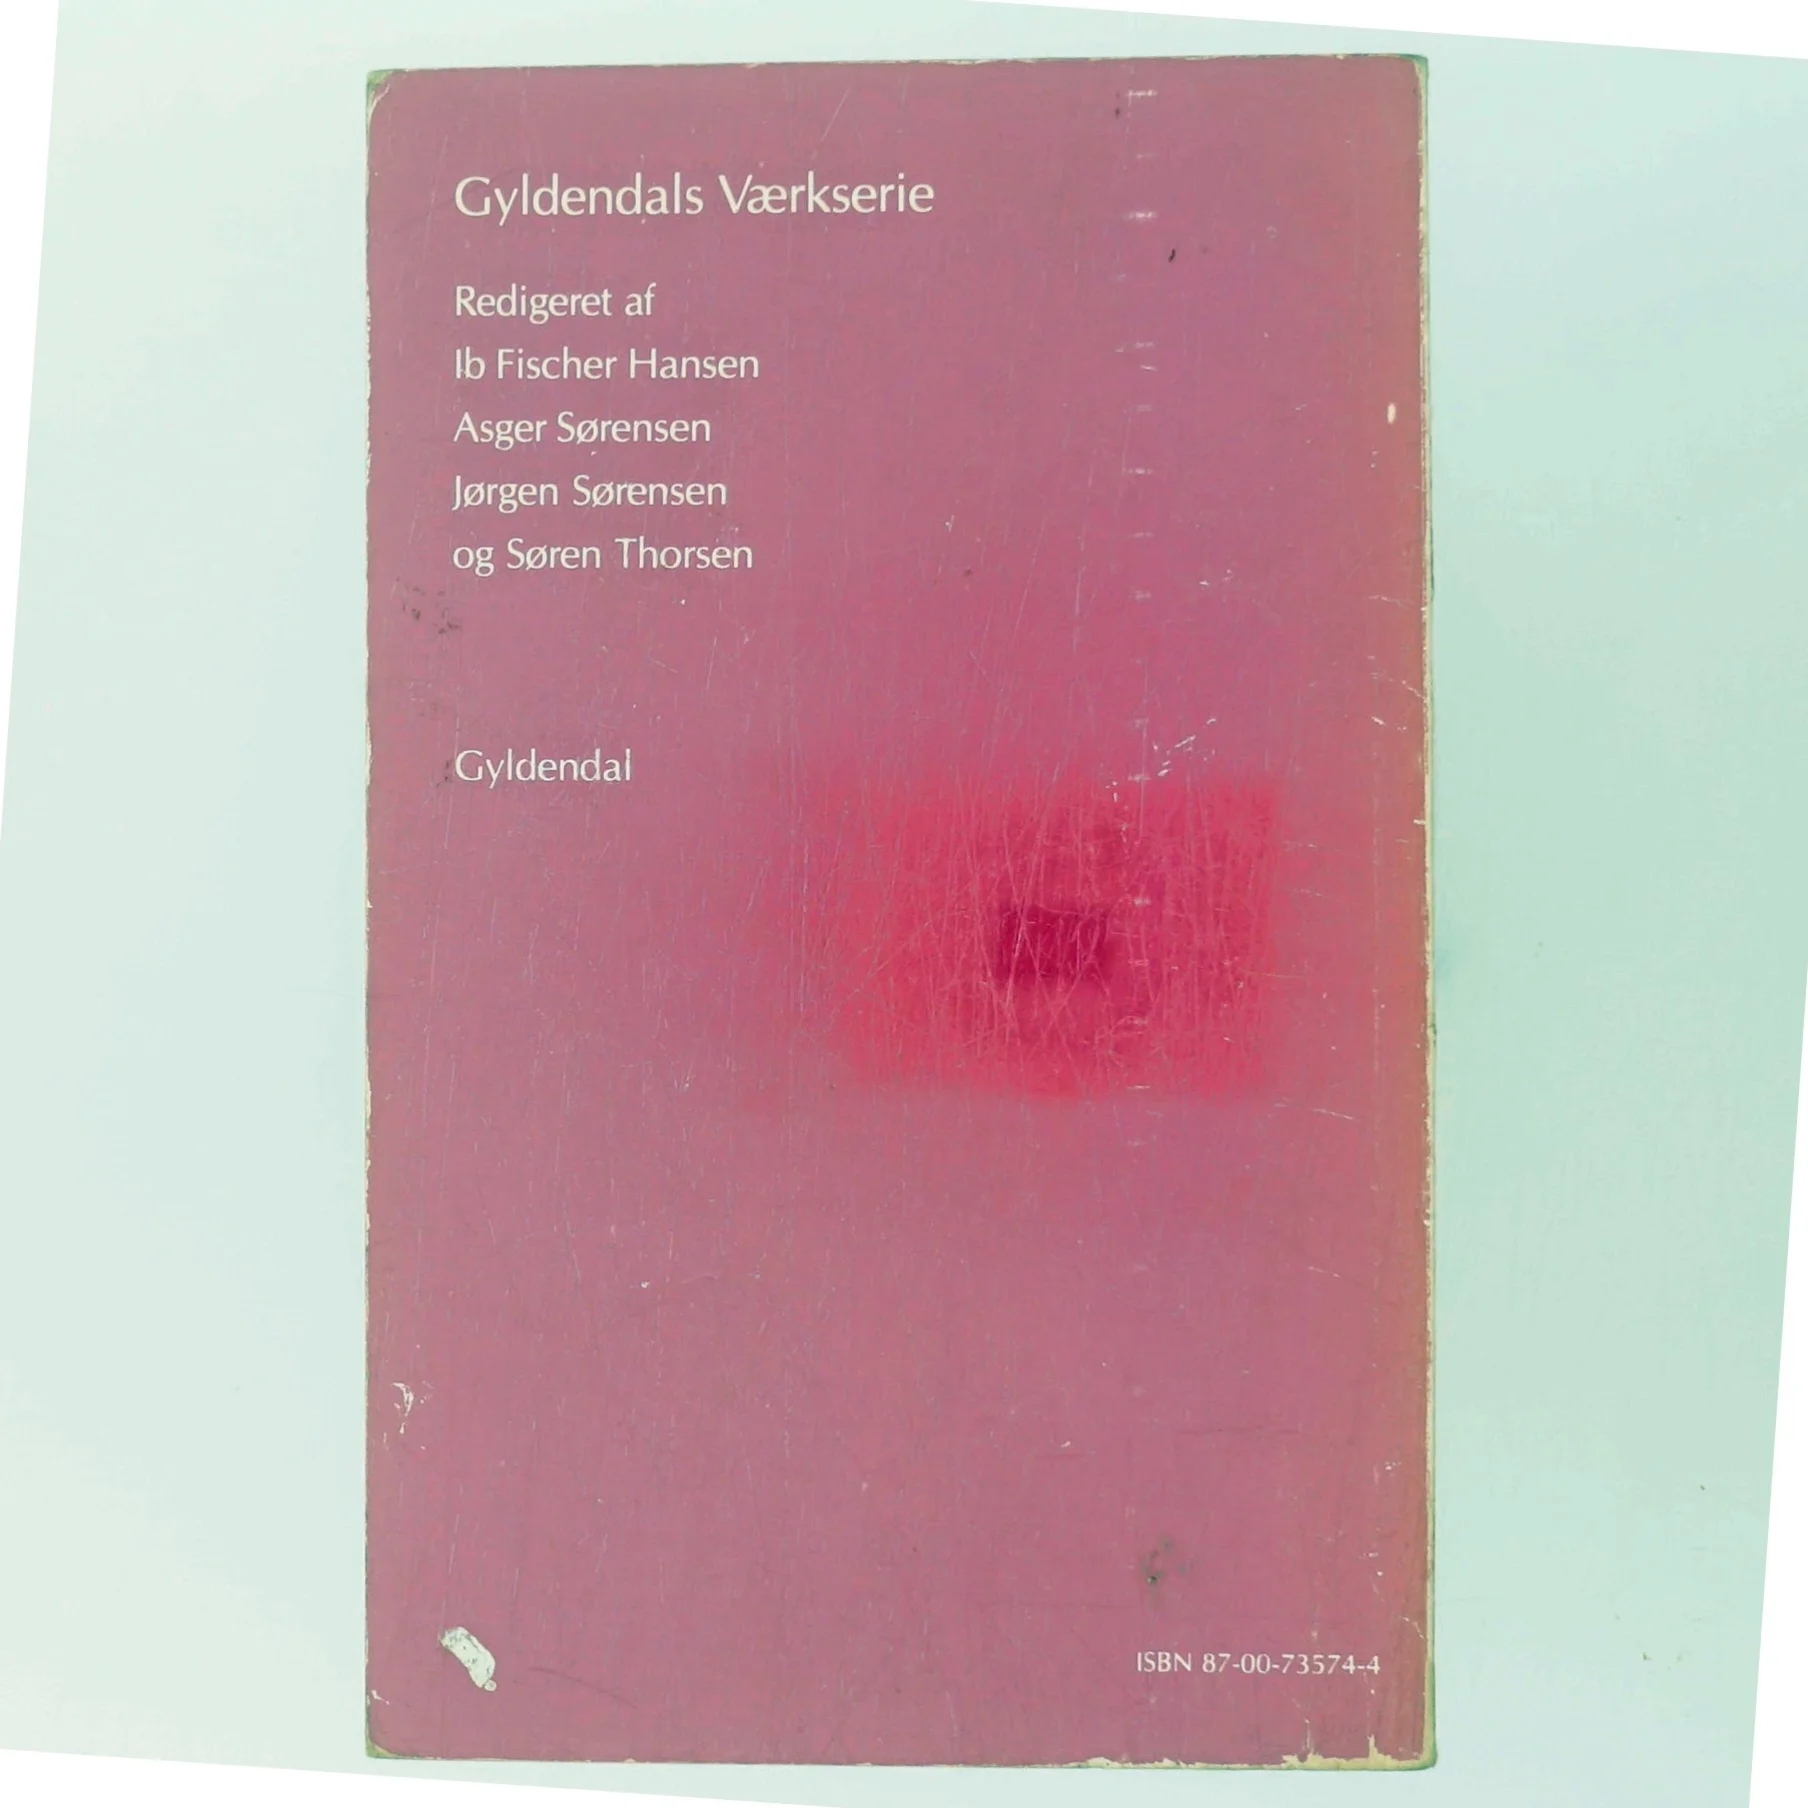 Gyldendals Værkserie
Redigeret af
Ib Fischer Hansen
Asger Sørensen
Jørgen Sørensen
og Søren Thorsen
Gyldendal
ISBN 87-00-73574-4